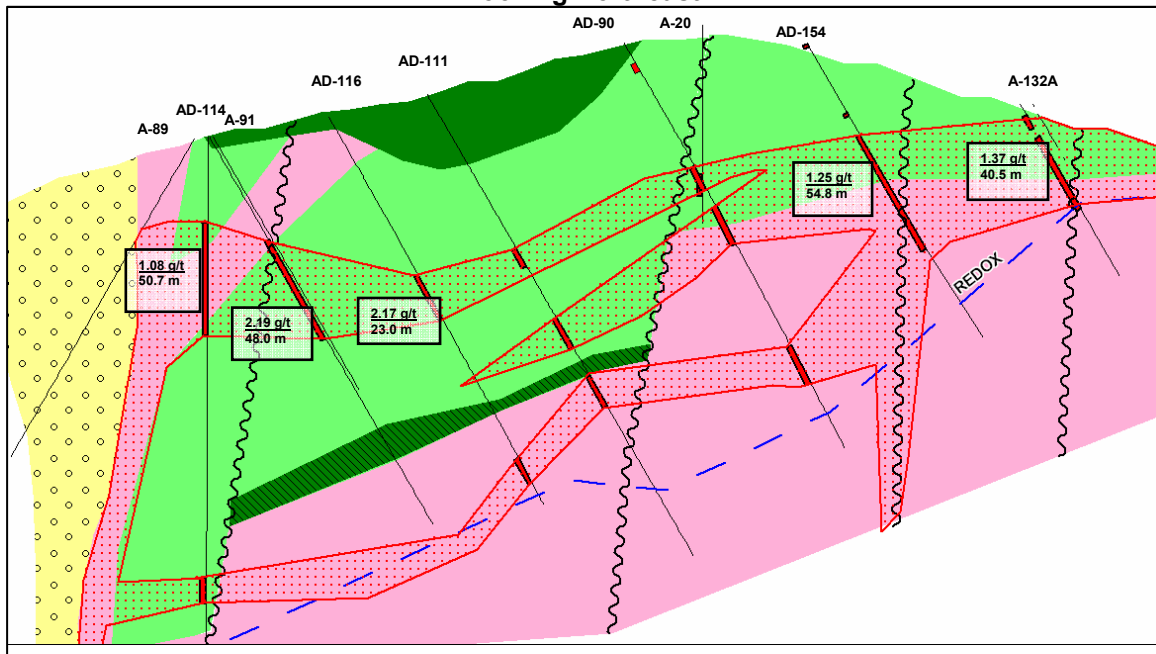 AD-90
A-20
AD-154
AD-111
AD-116
A-132A
AD-114
A-91
A-89
1.37 g/t
40.5 m
1.25 g/t
54.8 m
1.08 g/t
50.7 m
REDOX
2.17 g/t
23.0 m
2.19 g/t
48.0 m